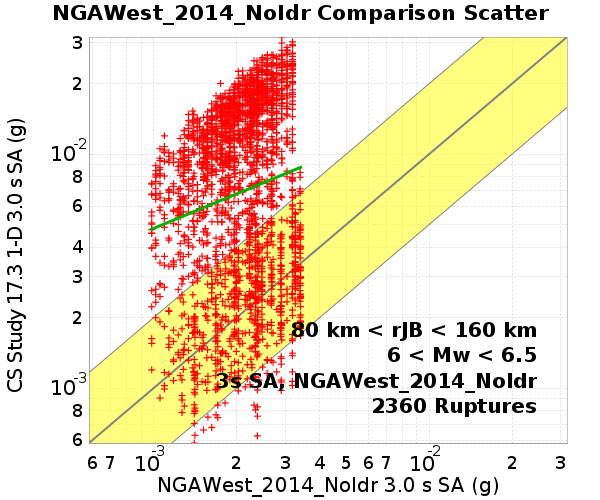 NGAWest_2014_NoIdr Comparison Scatter
CS Study 17.3 1-D 3.0 s SA (g)
3
2
10-2
8
6
4
3
2
10-3
8
6
80 km < rJB < 160 km
6 < Mw < 6.5
3s SA, NGAWest_2014_NoIdr
2360 Ruptures
6 7 10-3 2 3 4 5 6 7 10-2 2 3
NGAWest_2014_NoIdr 3.0 s SA (g)